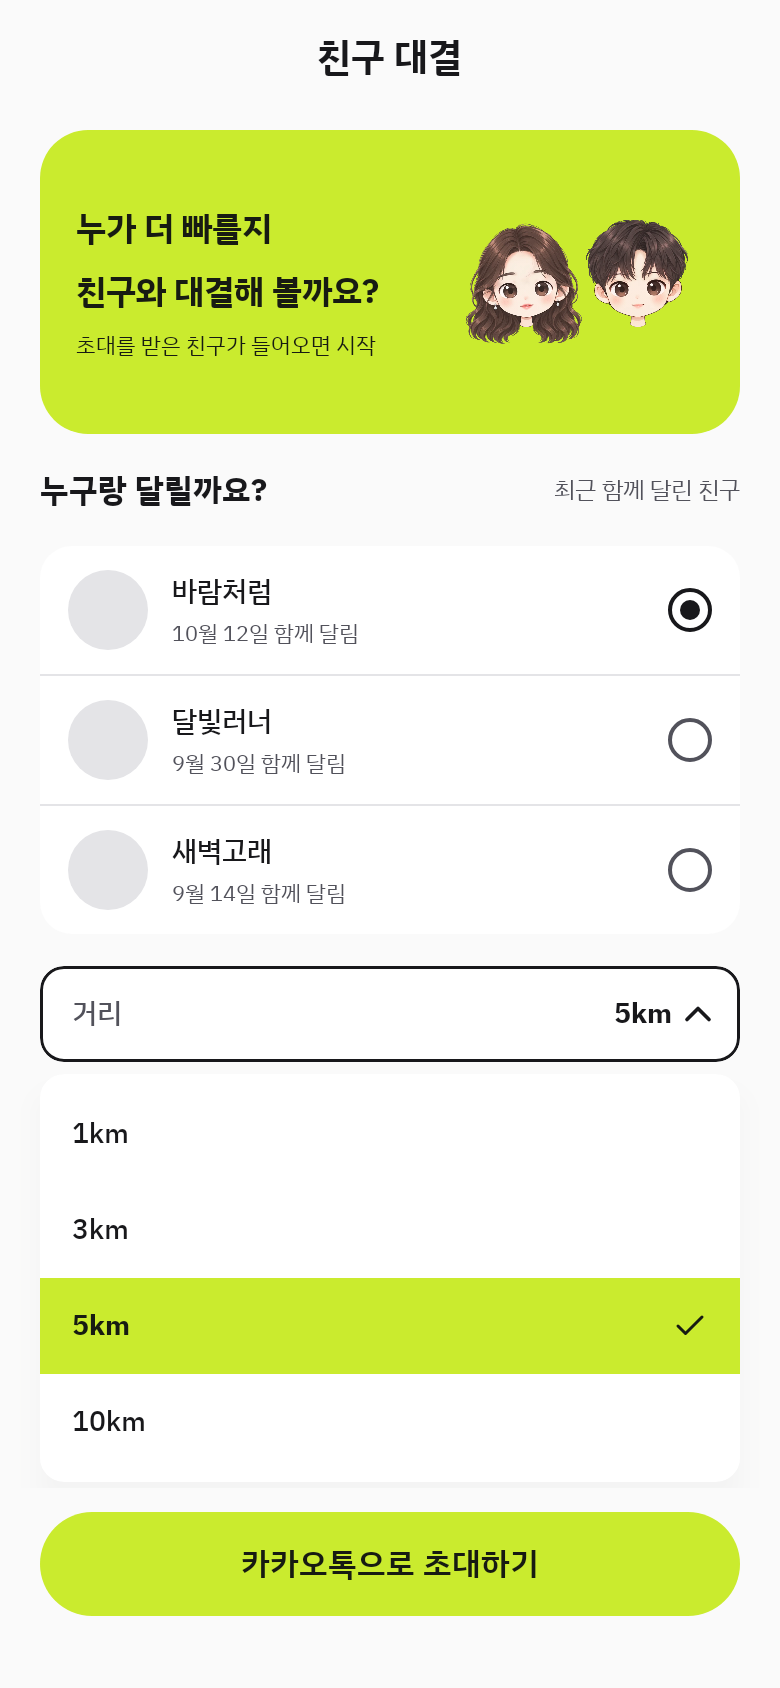 친구 대결
누가 더 빠를지
친구와 대결해 볼까요?
초대를 받은 친구가 들어오면 시작
누구랑 달릴까요?
최근 함께 달린 친구
바람처럼
10월 12일 함께 달림
달빛러너
9월 30일 함께 달림
새벽고래
9월 14일 함께 달림
거리
5km
1km
3km
5km
10km
카카오톡으로 초대하기